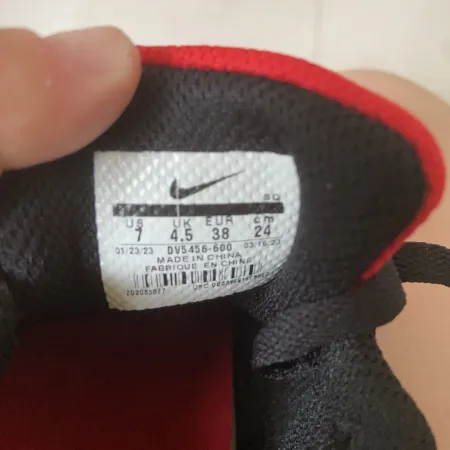 SQ
US UK EUR cm
7 4.5 38 24
01/23/23 DV5456-600 03/16/23
MADE IN CHINA
FABRIQUE EN CHINE